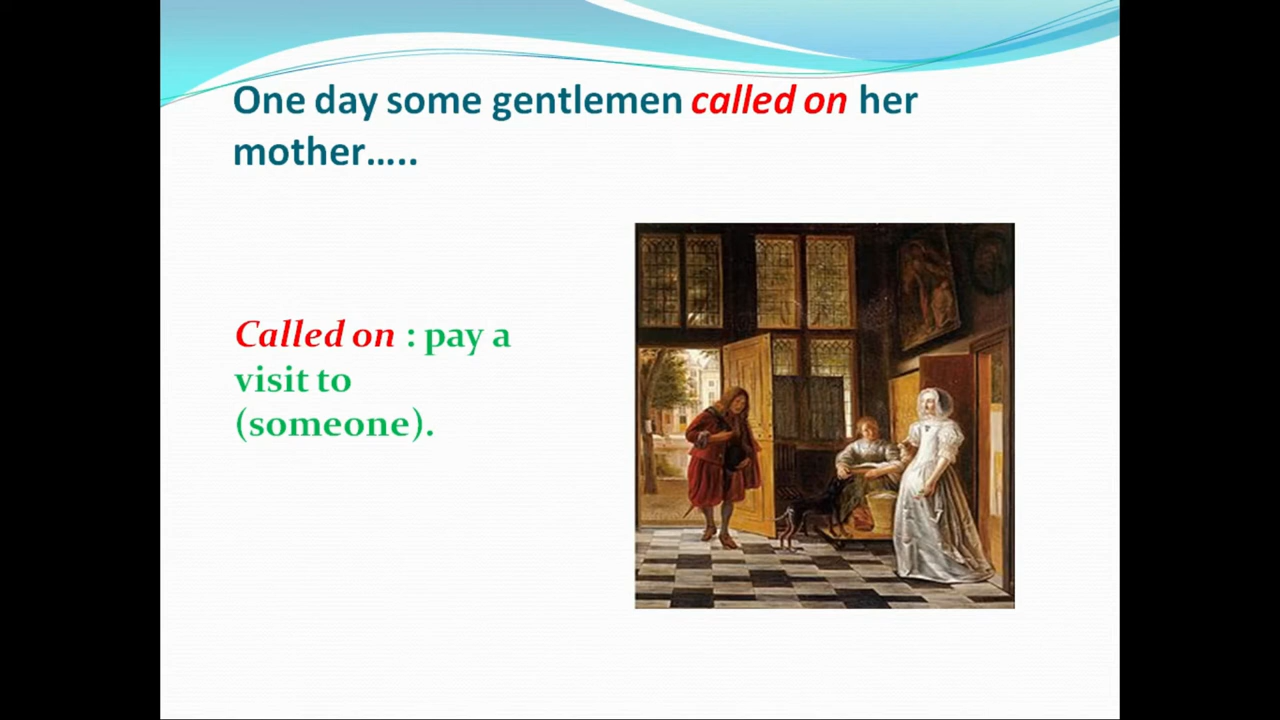 One day some gentlemen called on her
mother.....
Called on : pay a
visit to
(someone).